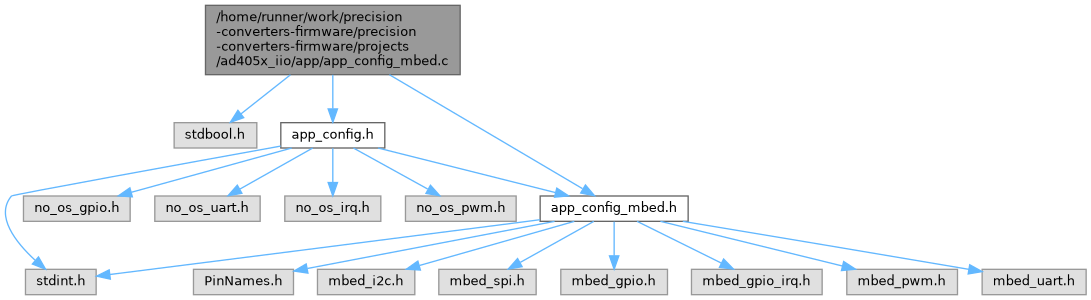 /home/runner/work/precision
-converters-firmware/precision
-converters-firmware/projects
/ad405x_iio/app/app_config_mbed.c
stdbool.h
app_config.h
no_os_gpio.h
no_os_uart.h
no_os_irq.h
no_os_pwm.h
app_config_mbed.h
stdint.h
PinNames.h
mbed_i2c.h
mbed_spi.h
mbed_gpio.h
mbed_gpio_irq.h
mbed_pwm.h
mbed_uart.h